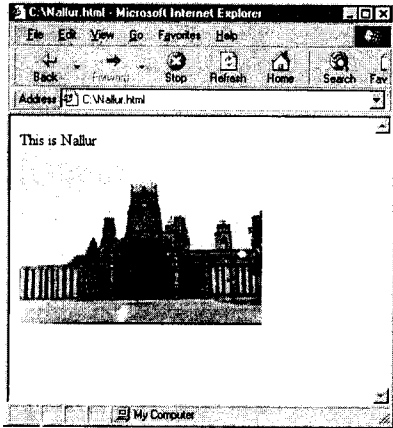 C:\Nallur.html - Microsoft Internet Explorer
File Edit View Go Favorites Help
Back Forward Stop Refresh Home Search Fav
Address C:\Nallur.html
This is Nallur
My Computer